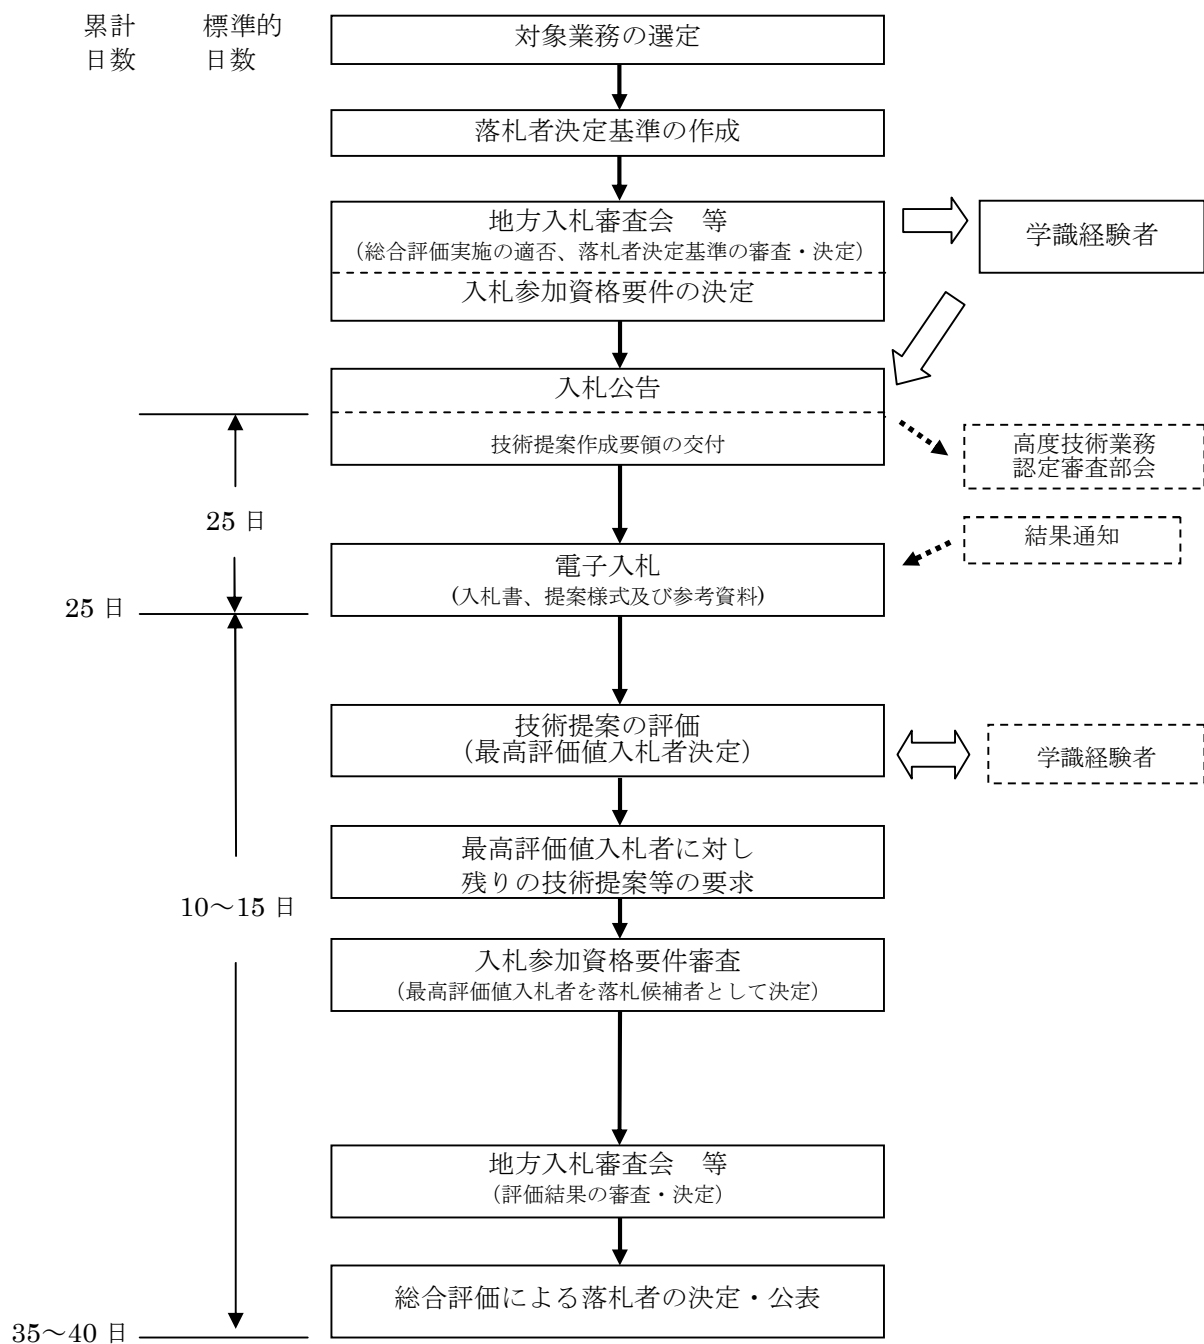 累計
日数
標準的
日数
対象業務の選定
落札者決定基準の作成
地方入札審査会　等
（総合評価実施の適否、落札者決定基準の審査・決定）
入札参加資格要件の決定
学識経験者
入札公告
技術提案作成要領の交付
高度技術業務
認定審査部会
25 日
結果通知
電子入札
(入札書、提案様式及び参考資料)
25 日
技術提案の評価
（最高評価値入札者決定）
学識経験者
最高評価値入札者に対し
残りの技術提案等の要求
10～15 日
入札参加資格要件審査
（最高評価値入札者を落札候補者として決定）
地方入札審査会　等
（評価結果の審査・決定）
総合評価による落札者の決定・公表
35～40 日